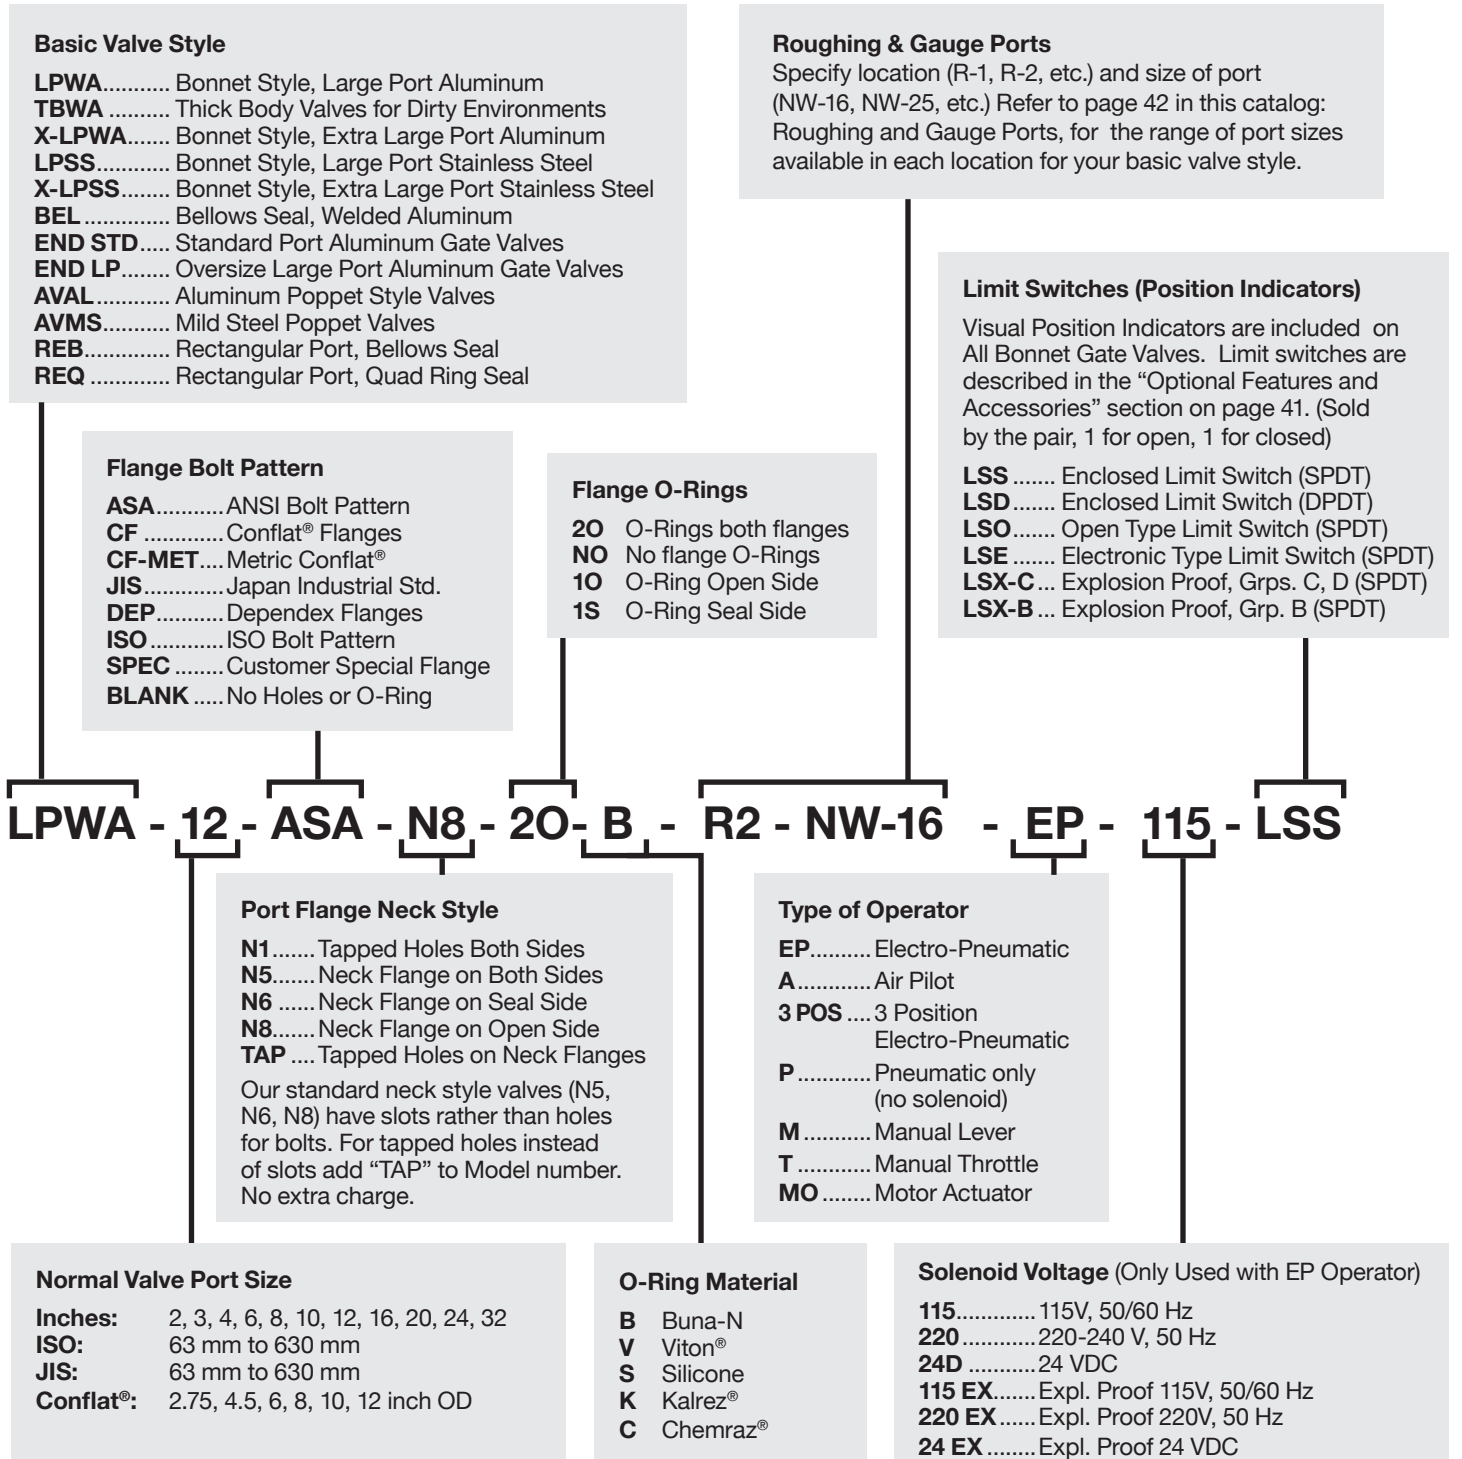 Basic Valve Style
LPWA........... Bonnet Style, Large Port Aluminum
TBWA .......... Thick Body Valves for Dirty Environments
X-LPWA....... Bonnet Style, Extra Large Port Aluminum
LPSS............ Bonnet Style, Large Port Stainless Steel
X-LPSS........ Bonnet Style, Extra Large Port Stainless Steel
BEL .............. Bellows Seal, Welded Aluminum
END STD..... Standard Port Aluminum Gate Valves
END LP........ Oversize Large Port Aluminum Gate Valves
AVAL............ Aluminum Poppet Style Valves
AVMS........... Mild Steel Poppet Valves
REB.............. Rectangular Port, Bellows Seal
REQ ............. Rectangular Port, Quad Ring Seal
Roughing & Gauge Ports
Specify location (R-1, R-2, etc.) and size of port
(NW-16, NW-25, etc.) Refer to page 42 in this catalog:
Roughing and Gauge Ports, for the range of port sizes
available in each location for your basic valve style.
Limit Switches (Position Indicators)
Visual Position Indicators are included on
All Bonnet Gate Valves. Limit switches are
described in the “Optional Features and
Accessories” section on page 41. (Sold
by the pair, 1 for open, 1 for closed)
LSS ....... Enclosed Limit Switch (SPDT)
LSD ....... Enclosed Limit Switch (DPDT)
LSO....... Open Type Limit Switch (SPDT)
LSE ....... Electronic Type Limit Switch (SPDT)
LSX-C ... Explosion Proof, Grps. C, D (SPDT)
LSX-B ... Explosion Proof, Grp. B (SPDT)
Flange Bolt Pattern
ASA...........ANSI Bolt Pattern
CF ............Conflat® Flanges
CF-MET....Metric Conflat®
JIS.............Japan Industrial Std.
DEP...........Dependex Flanges
ISO ............ISO Bolt Pattern
SPEC ........Customer Special Flange
BLANK .....No Holes or O-Ring
Flange O-Rings
2O O-Rings both flanges
NO No flange O-Rings
1O O-Ring Open Side
1S O-Ring Seal Side
LPWA - 12 - ASA - N8 - 2O- B - R2 - NW-16 - EP - 115 - LSS
Port Flange Neck Style
N1.......Tapped Holes Both Sides
N5.......Neck Flange on Both Sides
N6 ......Neck Flange on Seal Side
N8.......Neck Flange on Open Side
TAP ....Tapped Holes on Neck Flanges
Our standard neck style valves (N5,
N6, N8) have slots rather than holes
for bolts. For tapped holes instead
of slots add “TAP” to Model number.
No extra charge.
Type of Operator
EP..........Electro-Pneumatic
A............Air Pilot
3 POS ....3 Position
Electro-Pneumatic
P............Pneumatic only
(no solenoid)
M...........Manual Lever
T ............Manual Throttle
MO ........Motor Actuator
Normal Valve Port Size
Inches: 2, 3, 4, 6, 8, 10, 12, 16, 20, 24, 32
ISO: 63 mm to 630 mm
JIS: 63 mm to 630 mm
Conflat®: 2.75, 4.5, 6, 8, 10, 12 inch OD
O-Ring Material
B Buna-N
V Viton®
S Silicone
K Kalrez®
C Chemraz®
Solenoid Voltage (Only Used with EP Operator)
115.............115V, 50/60 Hz
220 ............220-240 V, 50 Hz
24D ...........24 VDC
115 EX.......Expl. Proof 115V, 50/60 Hz
220 EX ......Expl. Proof 220V, 50 Hz
24 EX ........Expl. Proof 24 VDC